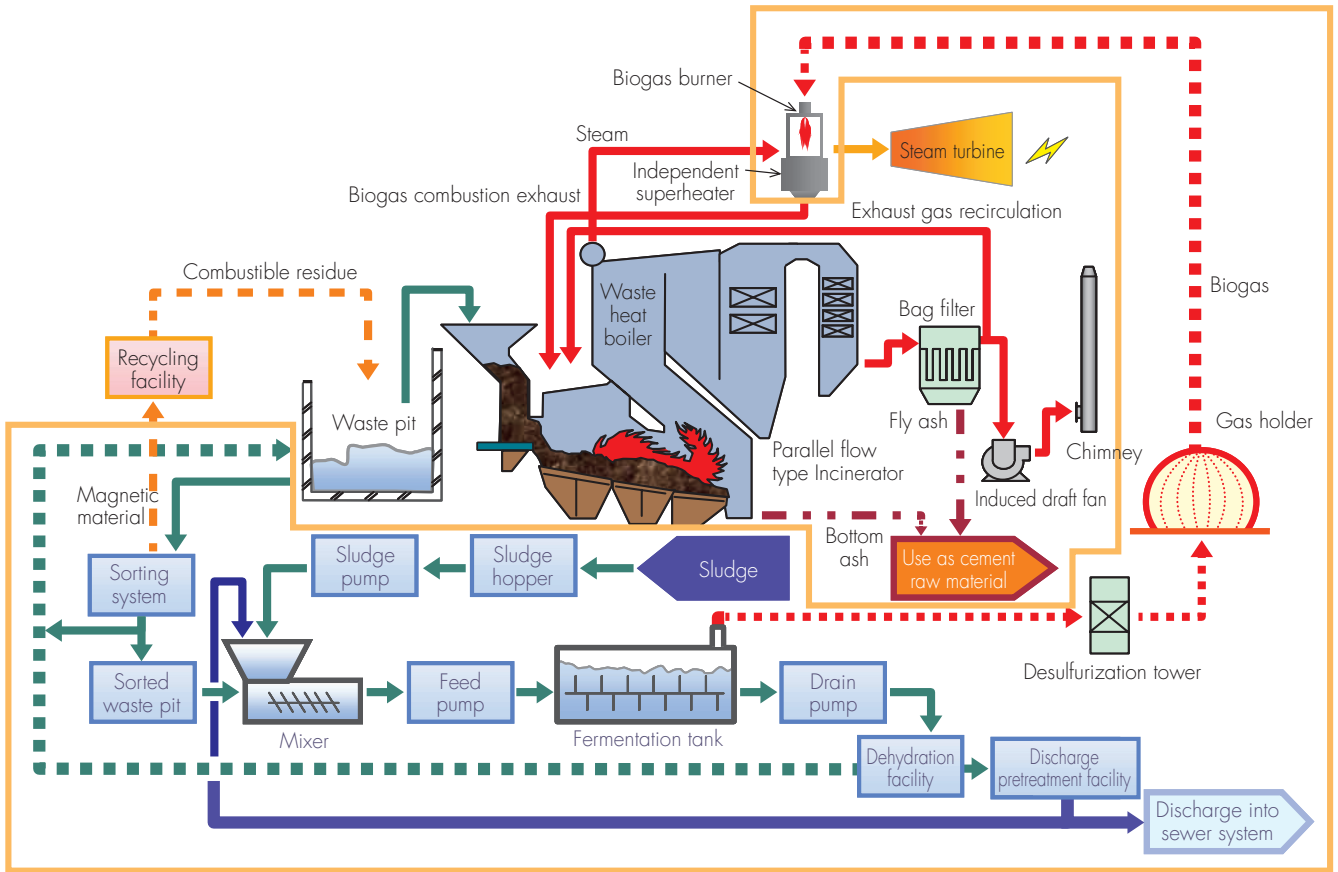 Biogas burner
Steam
Steam turbine
Independent
superheater
Biogas combustion exhaust
Exhaust gas recirculation
Combustible residue
Biogas
Waste
heat
boiler
Bag filter
Recycling
facility
Waste pit
Fly ash
Gas holder
Parallel flow
type Incinerator
Chimney
Induced draft fan
Magnetic
material
Bottom
ash
Use as cement
raw material
Sludge
pump
Sludge
hopper
Sludge
Sorting
system
Desulfurization tower
Sorted
waste pit
Mixer
Feed
pump
Fermentation tank
Drain
pump
Dehydration
facility
Discharge
pretreatment facility
Discharge into
sewer system